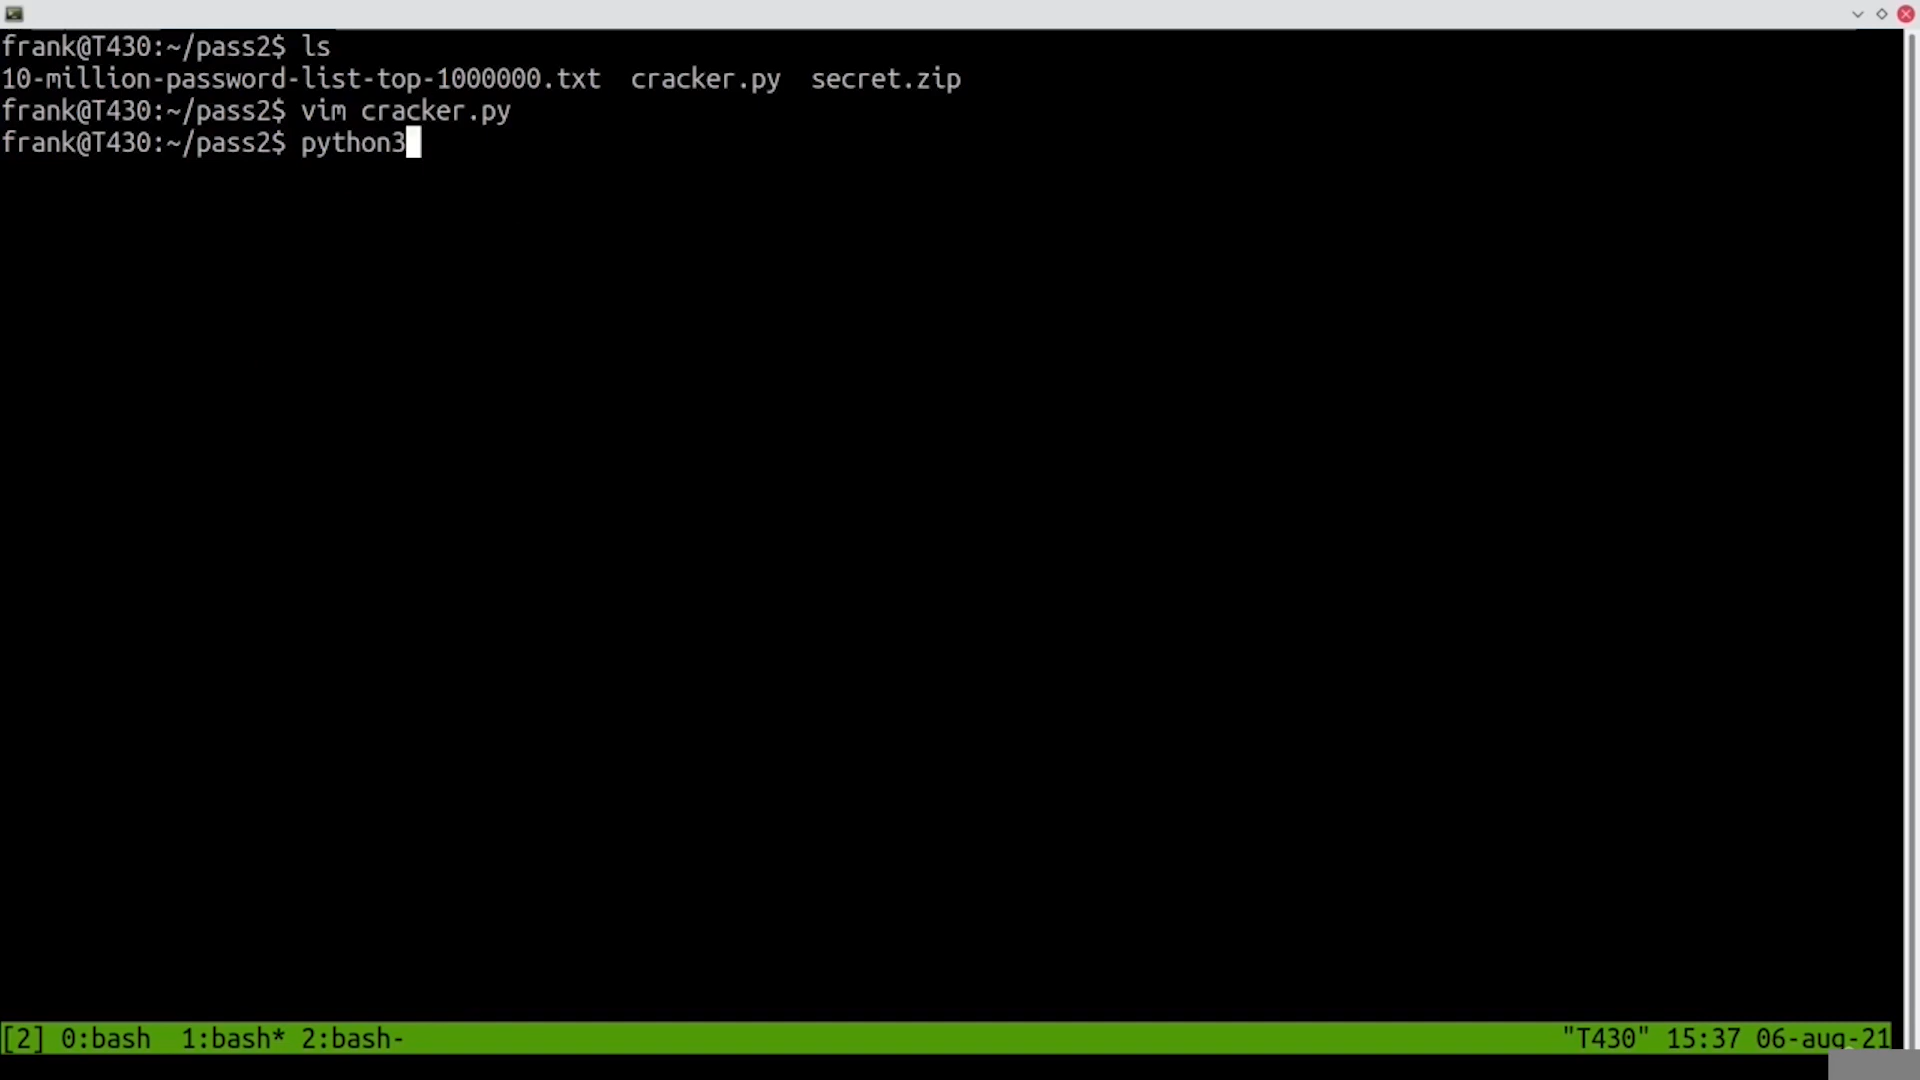 frank@T430:~/pass2$ ls
10-million-password-list-top-1000000.txt  cracker.py  secret.zip
frank@T430:~/pass2$ vim cracker.py
frank@T430:~/pass2$ python3
[2] 0:bash  1:bash* 2:bash-                "T430" 15:37 06-aug-21